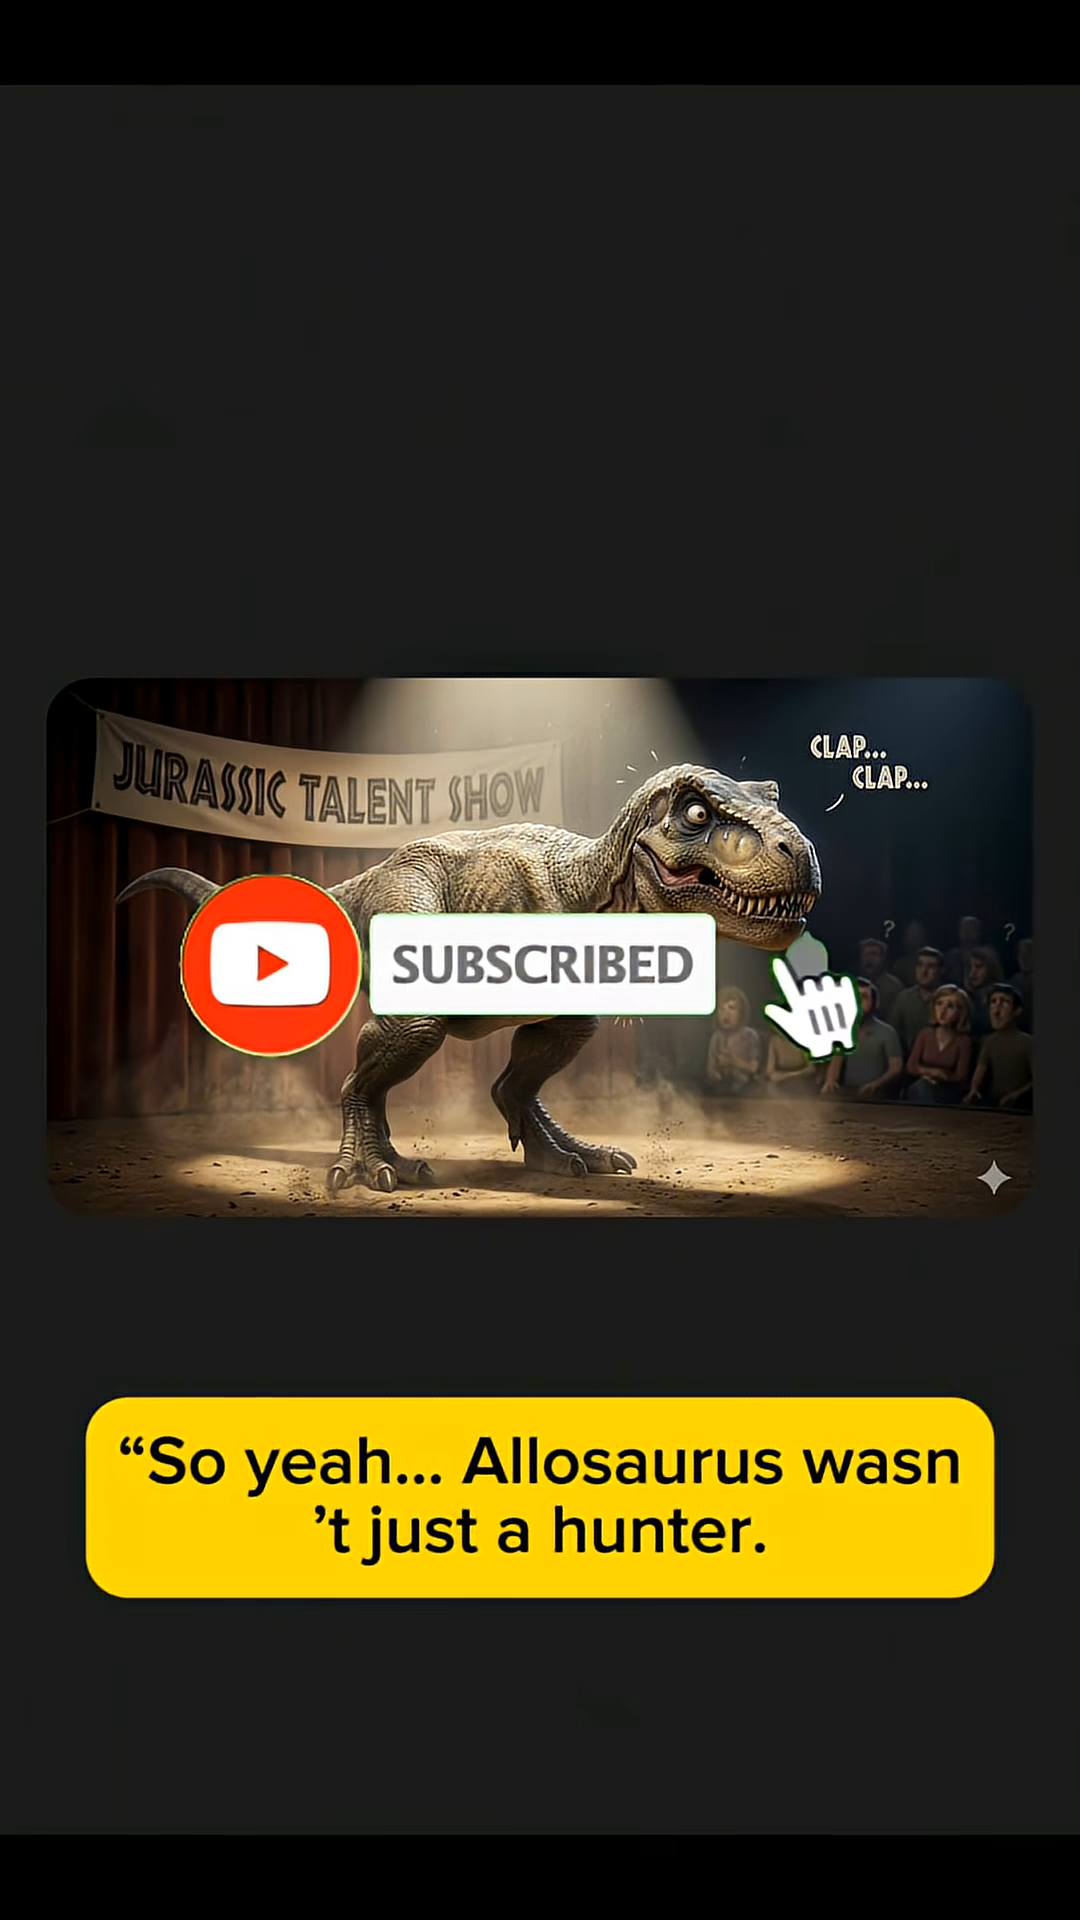 JURASSIC TALENT SHOW
CLAP...
CLAP...
?
?
SUBSCRIBED
“So yeah... Allosaurus wasn
’t just a hunter.